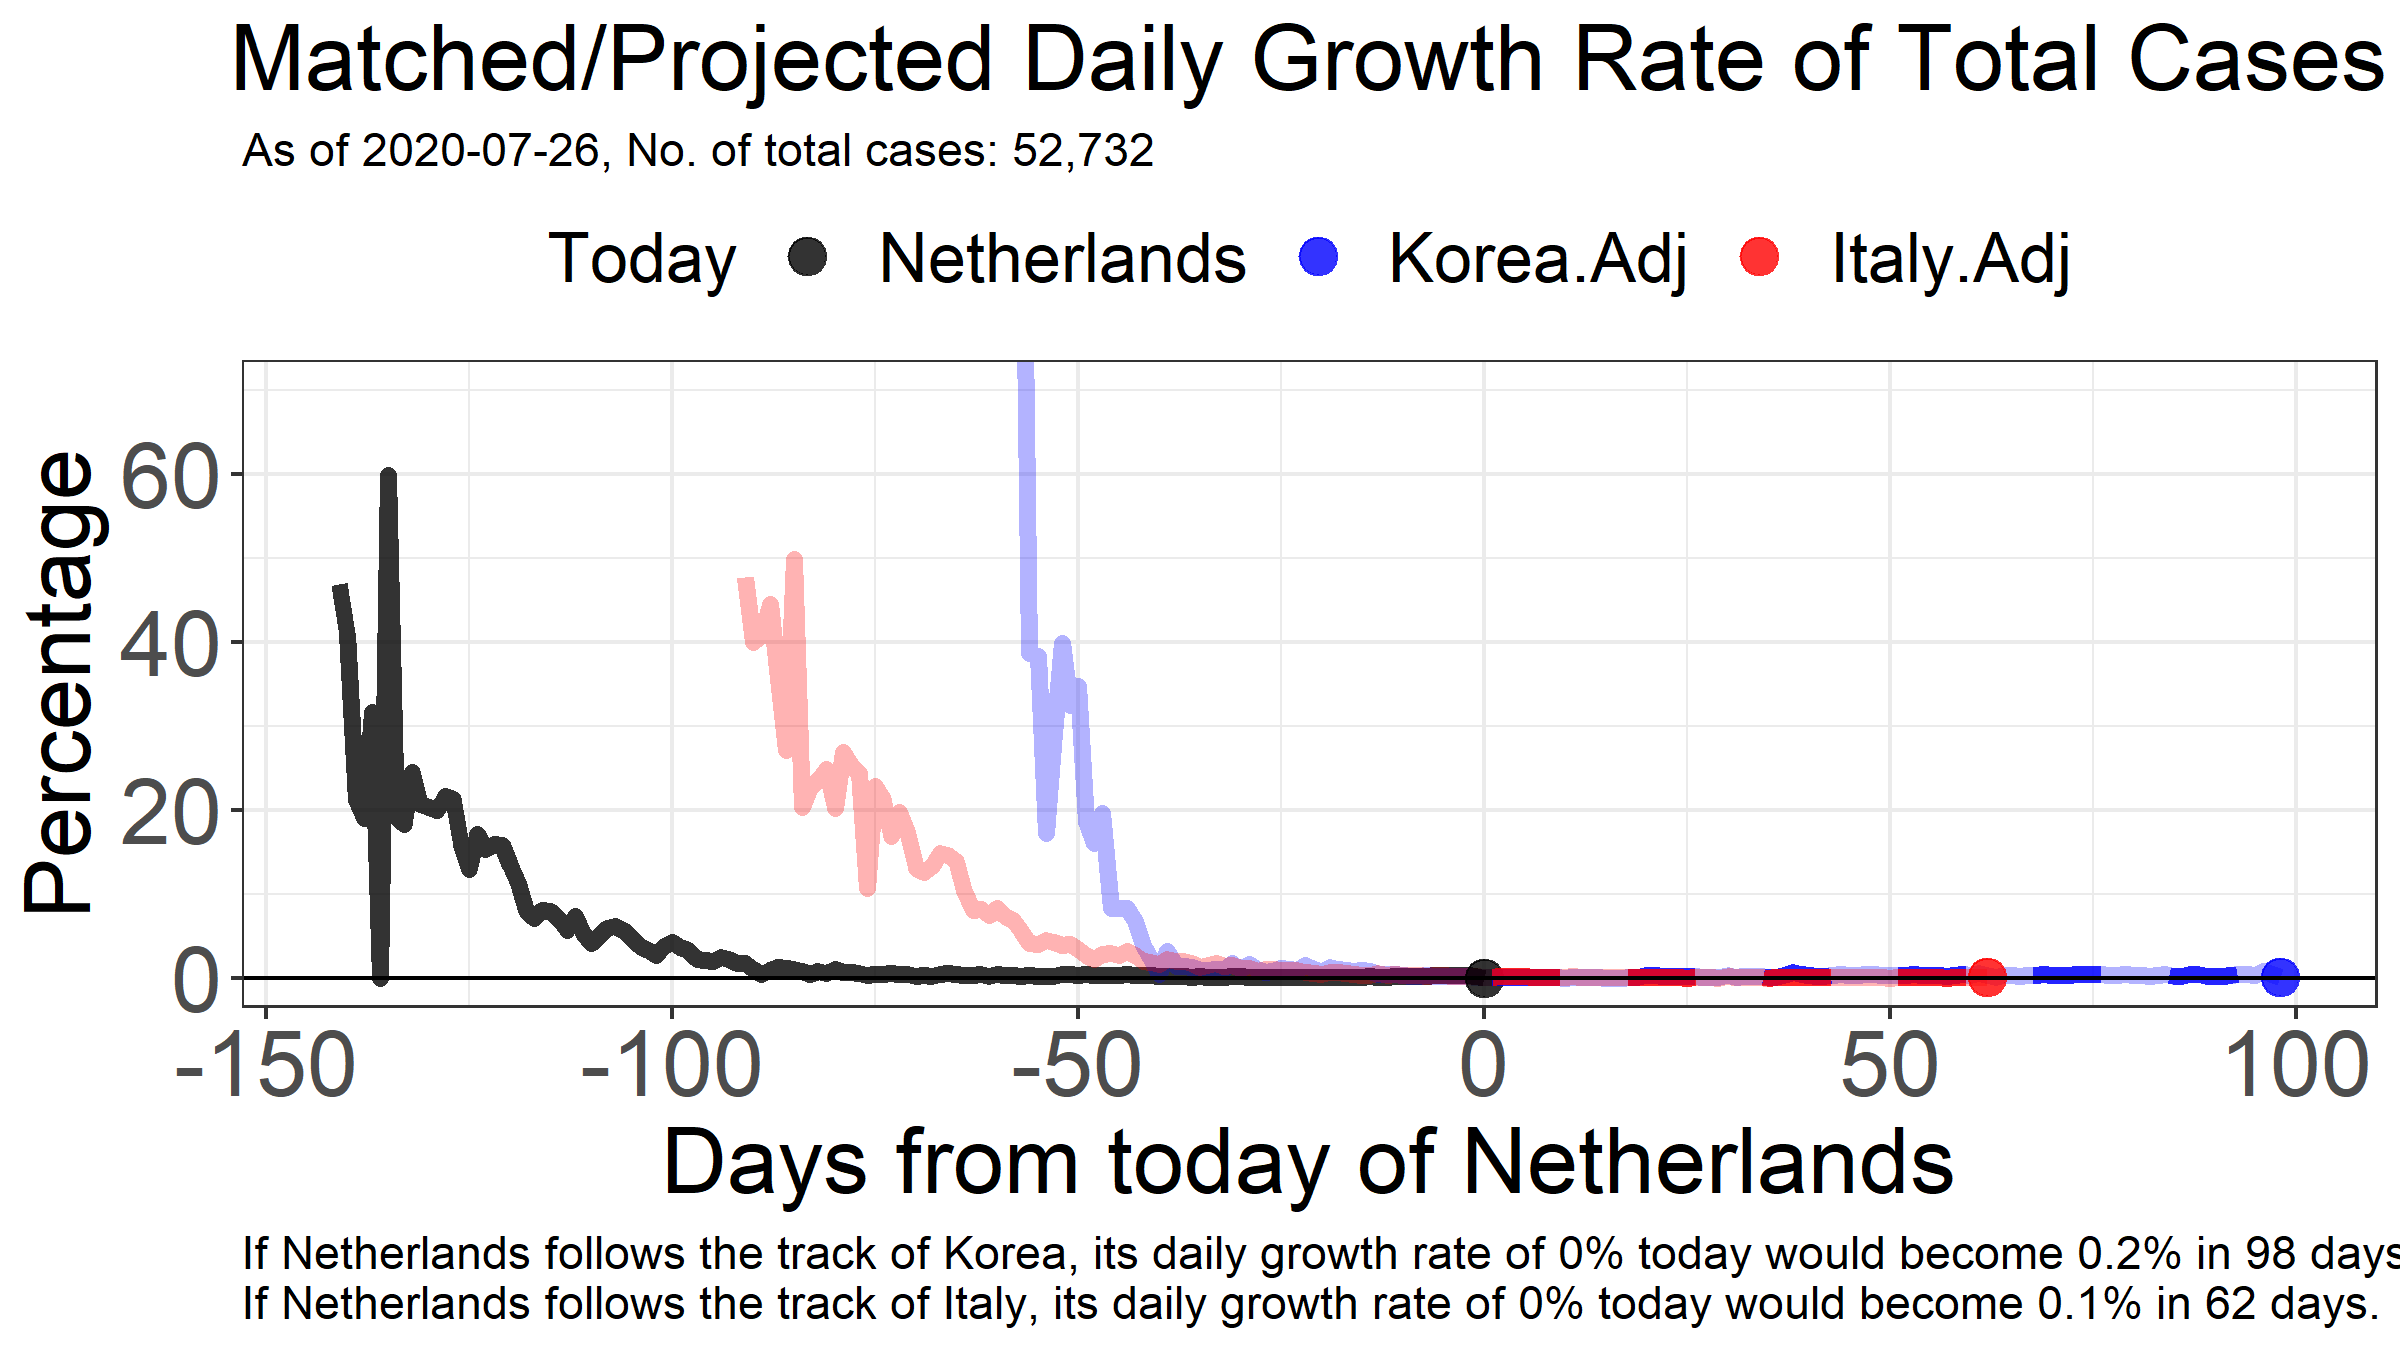 Matched/Projected Daily Growth Rate of Total Cases
As of 2020-07-26, No. of total cases: 52,732
Today Netherlands Korea.Adj Italy.Adj
Percentage
60
40
20
0
-150 -100 -50 0 50 100
Days from today of Netherlands
If Netherlands follows the track of Korea, its daily growth rate of 0% today would become 0.2% in 98 days
If Netherlands follows the track of Italy, its daily growth rate of 0% today would become 0.1% in 62 days.